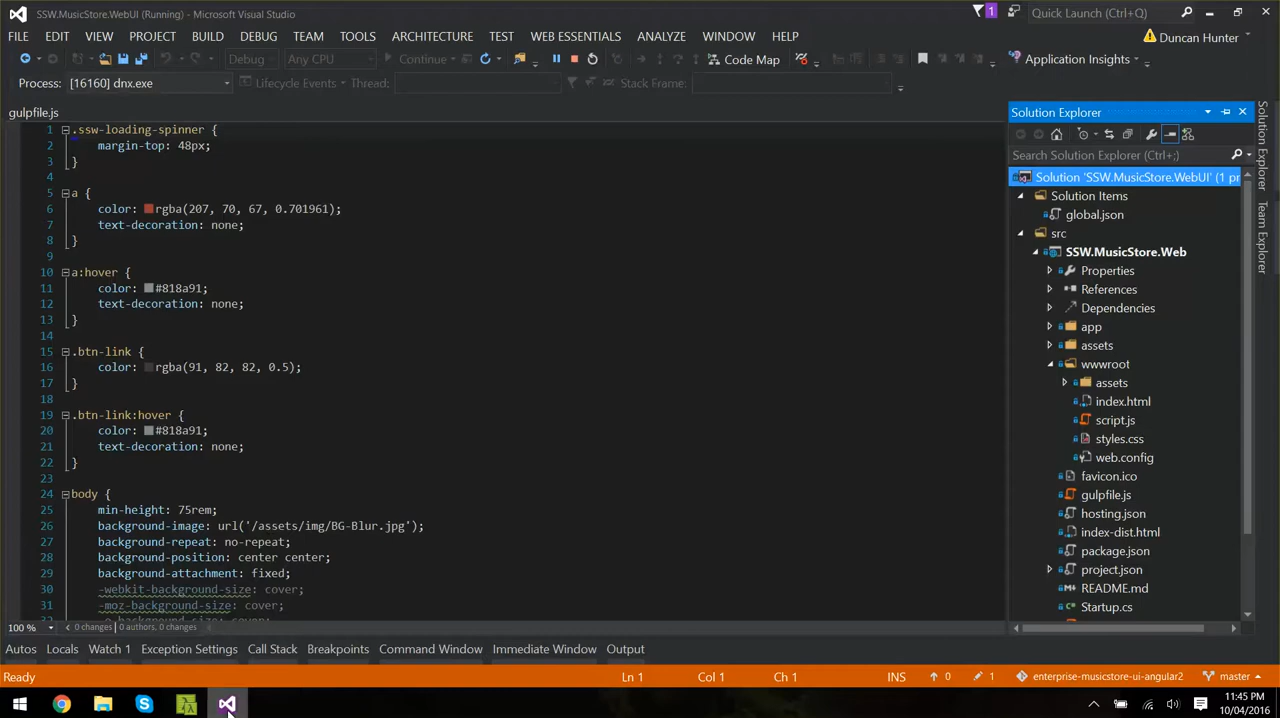 SSW.MusicStore.WebUI (Running) - Microsoft Visual Studio
1
Quick Launch (Ctrl+Q)
FILE EDIT VIEW PROJECT BUILD DEBUG TEAM TOOLS ARCHITECTURE TEST WEB ESSENTIALS ANALYZE WINDOW HELP
Duncan Hunter
Debug Any CPU Continue Code Map Application Insights
Process: [16160] dnx.exe Lifecycle Events Thread: Stack Frame:
gulpfile.js
Solution Explorer
Search Solution Explorer (Ctrl+;)
1 .ssw-loading-spinner {
2 margin-top: 48px;
3 }
4
5 a {
6 color: rgba(207, 70, 67, 0.701961);
7 text-decoration: none;
8 }
9
10 a:hover {
11 color: #818a91;
12 text-decoration: none;
13 }
14
15 .btn-link {
16 color: rgba(91, 82, 82, 0.5);
17 }
18
19 .btn-link:hover {
20 color: #818a91;
21 text-decoration: none;
22 }
23
24 body {
25 min-height: 75rem;
26 background-image: url('/assets/img/BG-Blur.jpg');
27 background-repeat: no-repeat;
28 background-position: center center;
29 background-attachment: fixed;
30 -webkit-background-size: cover;
31 -moz-background-size: cover;
Solution 'SSW.MusicStore.WebUI' (1 pr
Solution Items
global.json
src
SSW.MusicStore.Web
Properties
References
Dependencies
app
assets
wwwroot
assets
index.html
script.js
styles.css
web.config
favicon.ico
gulpfile.js
hosting.json
index-dist.html
package.json
project.json
README.md
Startup.cs
Solution Explorer
Team Explorer
100 % 0 changes | 0 authors, 0 changes
Autos Locals Watch 1 Exception Settings Call Stack Breakpoints Command Window Immediate Window Output
Ready Ln 1 Col 1 Ch 1 INS 0 1 enterprise-musicstore-ui-angular2 master
11:45 PM
10/04/2016